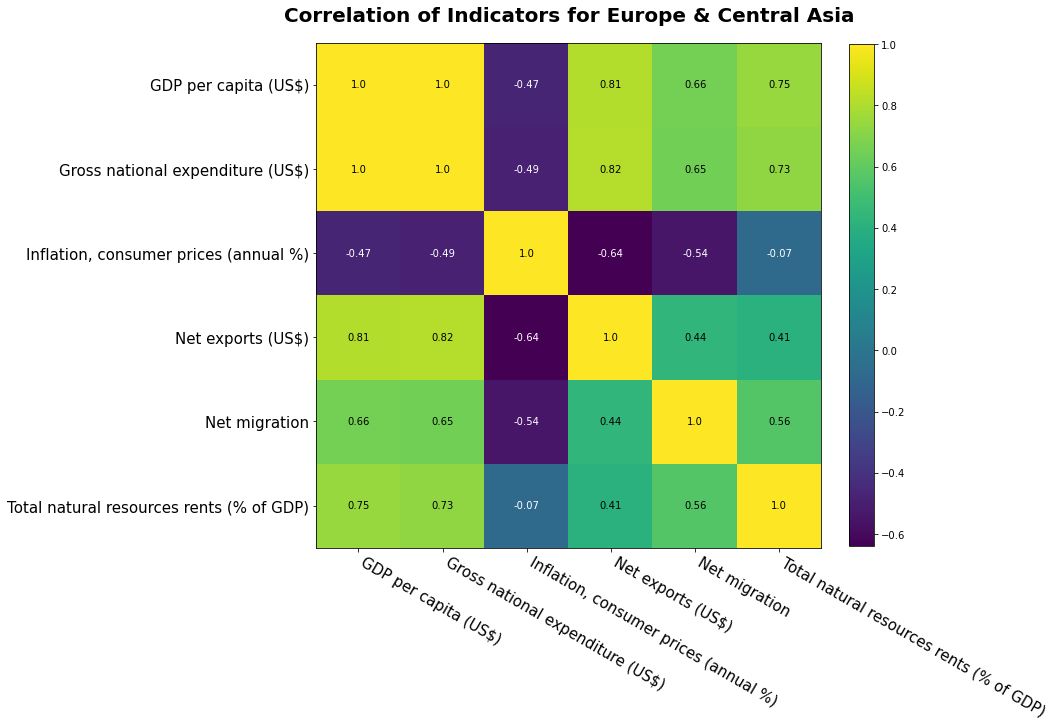 Correlation of Indicators for Europe & Central Asia
GDP per capita (US$) 1.0 1.0 -0.47 0.81 0.66 0.75
Gross national expenditure (US$) 1.0 1.0 -0.49 0.82 0.65 0.73
Inflation, consumer prices (annual %) -0.47 -0.49 1.0 -0.64 -0.54 -0.07
Net exports (US$) 0.81 0.82 -0.64 1.0 0.44 0.41
Net migration 0.66 0.65 -0.54 0.44 1.0 0.56
Total natural resources rents (% of GDP) 0.75 0.73 -0.07 0.41 0.56 1.0
GDP per capita (US$)
Gross national expenditure (US$)
Inflation, consumer prices (annual %)
Net exports (US$)
Net migration
Total natural resources rents (% of GDP)
1.0
0.8
0.6
0.4
0.2
0.0
−0.2
−0.4
−0.6